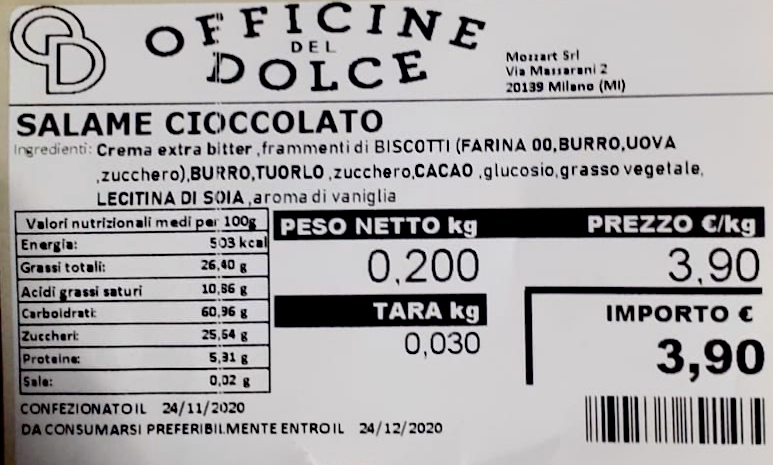 OFFICINE
DEL
DOLCE
Mozzart Srl
Via Massarani 2
20139 Milano (MI)
SALAME CIOCCOLATO
Ingredienti: Crema extra bitter ,frammenti di BISCOTTI (FARINA 00,BURRO,UOVA
,zucchero),BURRO,TUORLO ,zucchero,CACAO ,glucosio,grasso vegetale,
LECITINA DI SOIA ,aroma di vaniglia
Valori nutrizionali medi per 100g
Energia: 503 kcal
Grassi totali: 26,40 g
Acidi grassi saturi 10,86 g
Carboidrati: 60,96 g
Zuccheri: 25,54 g
Proteine: 5,31 g
Sale: 0,02 g
PESO NETTO kg
0,200
PREZZO €/kg
3,90
TARA kg
0,030
IMPORTO €
3,90
CONFEZIONATO IL 24/11/2020
DA CONSUMARSI PREFERIBILMENTE ENTRO IL 24/12/2020